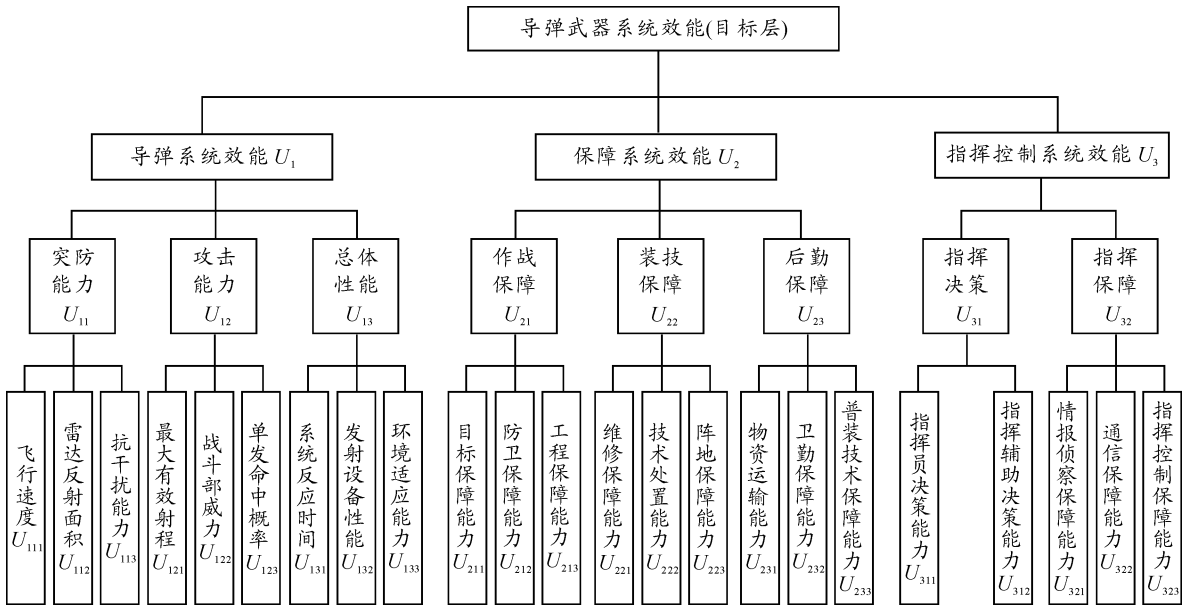 导弹武器系统效能(目标层)
导弹系统效能 U₁
保障系统效能 U₂
指挥控制系统效能 U₃
突防
能力
U₁₁
攻击
能力
U₁₂
总体
性能
U₁₃
作战
保障
U₂₁
装技
保障
U₂₂
后勤
保障
U₂₃
指挥
决策
U₃₁
指挥
保障
U₃₂
飞行速度 U₁₁₁
雷达反射面积 U₁₁₂
抗干扰能力 U₁₁₃
最大有效射程 U₁₂₁
战斗部威力 U₁₂₂
单发命中概率 U₁₂₃
系统反应时间 U₁₃₁
发射设备性能 U₁₃₂
环境适应能力 U₁₃₃
目标保障能力 U₂₁₁
防卫保障能力 U₂₁₂
工程保障能力 U₂₁₃
维修保障能力 U₂₂₁
技术处置能力 U₂₂₂
阵地保障能力 U₂₂₃
物资运输能力 U₂₃₁
卫勤保障能力 U₂₃₂
普装技术保障能力 U₂₃₃
指挥员决策能力 U₃₁₁
指挥辅助决策能力 U₃₁₂
情报侦察保障能力 U₃₂₁
通信保障能力 U₃₂₂
指挥控制保障能力 U₃₂₃